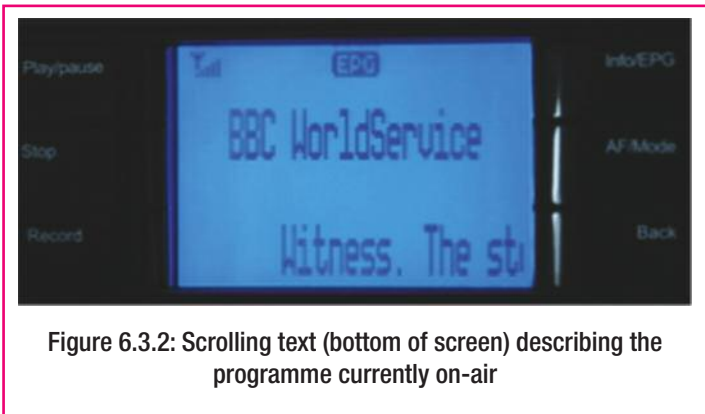 Play/pause
EPG
Info/EPG
BBC WorldService
Stop
AF/Mode
Record
Back
Witness. The st
Figure 6.3.2: Scrolling text (bottom of screen) describing the
programme currently on-air